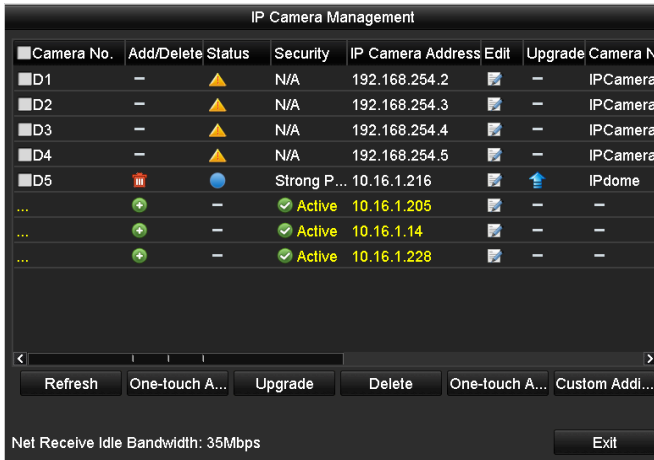 IP Camera Management
Camera No. Add/Delete Status Security IP Camera Address Edit Upgrade Camera N
D1 – N/A 192.168.254.2 – IPCamera
D2 – N/A 192.168.254.3 – IPCamera
D3 – N/A 192.168.254.4 – IPCamera
D4 – N/A 192.168.254.5 – IPCamera
D5 Strong P... 10.16.1.216 IPdome
... – Active 10.16.1.205 – –
... – Active 10.16.1.14 – –
... – Active 10.16.1.228 – –
Refresh One-touch A... Upgrade Delete One-touch A... Custom Addi...
Net Receive Idle Bandwidth: 35Mbps Exit